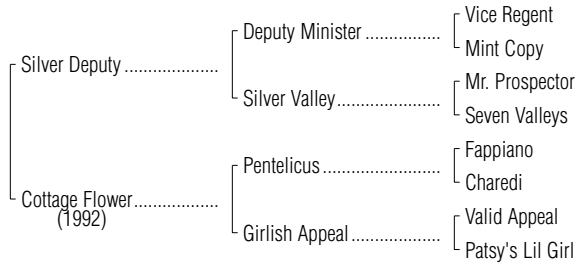 Vice Regent
Deputy Minister ................
Mint Copy
Silver Deputy ....................
Mr. Prospector
Silver Valley......................
Seven Valleys
Fappiano
Pentelicus .........................
Charedi
Cottage Flower..................
(1992)
Valid Appeal
Girlish Appeal...................
Patsy's Lil Girl